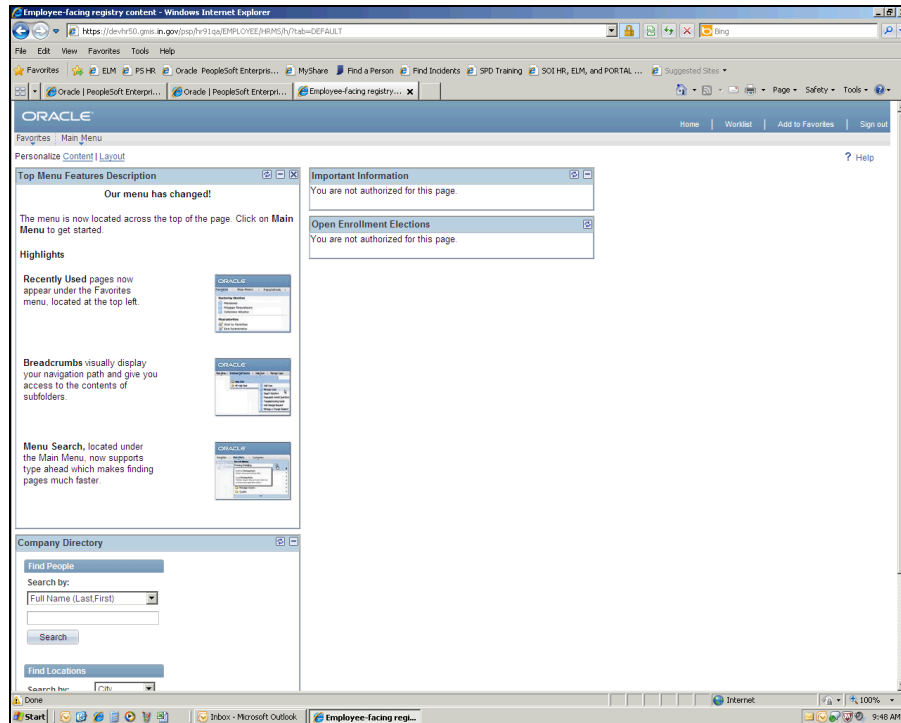 Employee-facing registry content - Windows Internet Explorer
https://devhr50.gmis.in.gov/psp/hr91qa/EMPLOYEE/HRMS/h/?tab=DEFAULT
Bing
File Edit View Favorites Tools Help
Favorites ELM PS HR Oracle PeopleSoft Enterpris... MyShare Find a Person Find Incidents SPD Training SOI HR, ELM, and PORTAL ... Suggested Sites
Oracle | PeopleSoft Enterpri... Oracle | PeopleSoft Enterpri... Employee-facing registry... Page Safety Tools
ORACLE
Home | Worklist | Add to Favorites | Sign out
Favorites Main Menu
Personalize Content | Layout
? Help
Top Menu Features Description
Our menu has changed!
The menu is now located across the top of the page. Click on Main
Menu to get started.
Highlights
Recently Used pages now
appear under the Favorites
menu, located at the top left.
ORACLE
Breadcrumbs visually display
your navigation path and give you
access to the contents of
subfolders.
ORACLE
Menu Search, located under
the Main Menu, now supports
type ahead which makes finding
pages much faster.
ORACLE
Important Information
You are not authorized for this page.
Open Enrollment Elections
You are not authorized for this page.
Company Directory
Find People
Search by:
Full Name (Last,First)
Search
Find Locations
Search by: City
Done
Internet
100%
Start
Inbox - Microsoft Outlook
Employee-facing regi...
9:48 AM